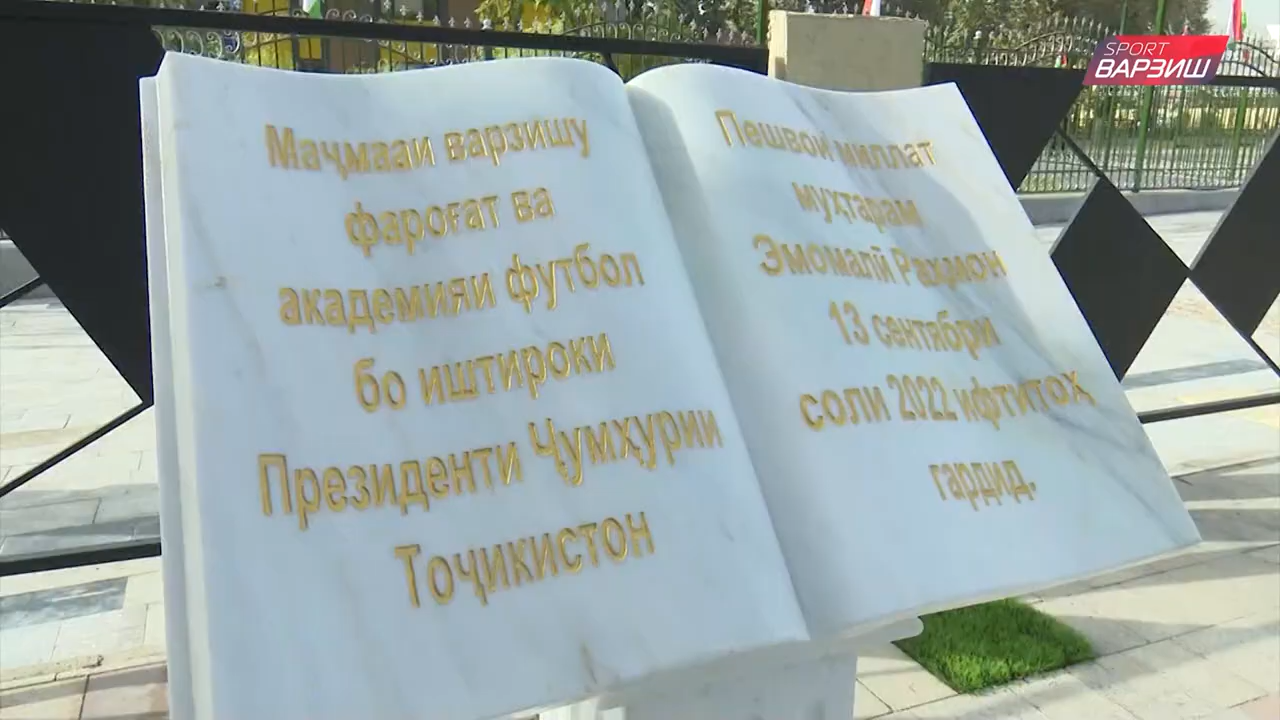 Маҷмааи варзишу
фароғат ва
академияи футбол
бо иштироки
Президенти Ҷумҳурии
Тоҷикистон
Пешвои миллат
муҳтарам
Эмомалӣ Раҳмон
13 сентябри
соли 2022 ифтитоҳ
гардид.
SPORT
ВАРЗИШ